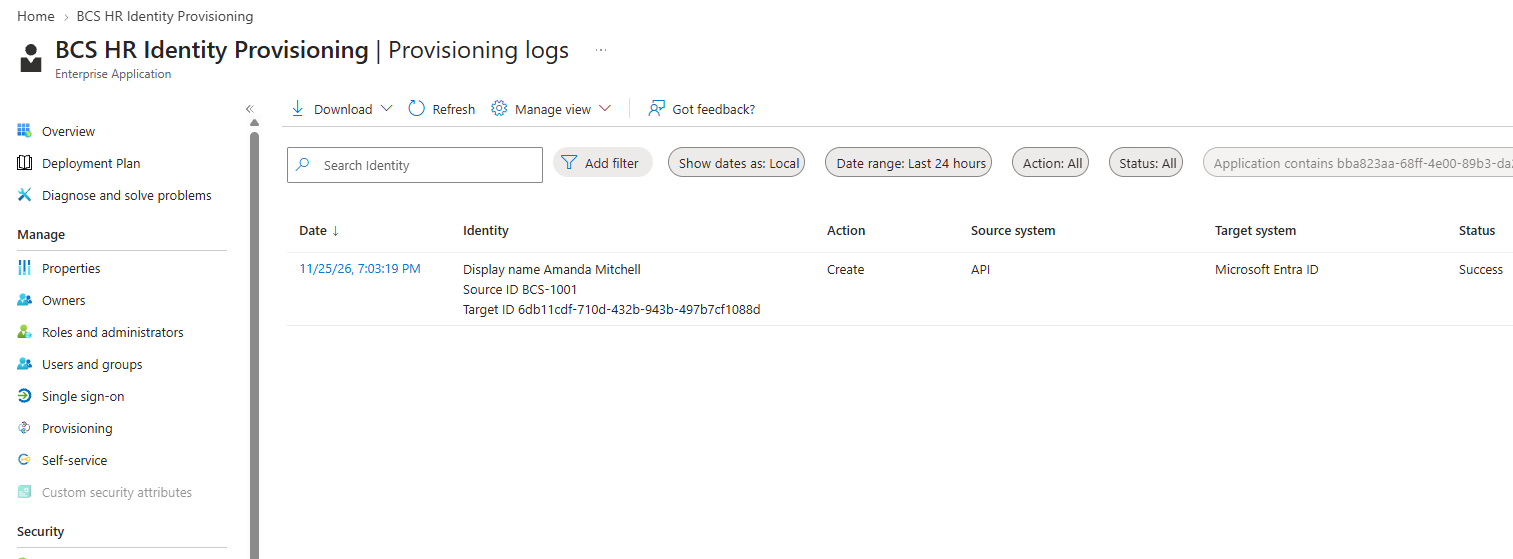 Home > BCS HR Identity Provisioning
BCS HR Identity Provisioning | Provisioning logs ...
Enterprise Application
Overview
Deployment Plan
Diagnose and solve problems
Manage
Properties
Owners
Roles and administrators
Users and groups
Single sign-on
Provisioning
Self-service
Custom security attributes
Security
Download Refresh Manage view Got feedback?
Search Identity Add filter Show dates as: Local Date range: Last 24 hours Action: All Status: All Application contains bba823aa-68ff-4e00-89b3-da
Date ↓ Identity Action Source system Target system Status
11/25/26, 7:03:19 PM Display name Amanda Mitchell Create API Microsoft Entra ID Success
Source ID BCS-1001
Target ID 6db11cdf-710d-432b-943b-497b7cf1088d